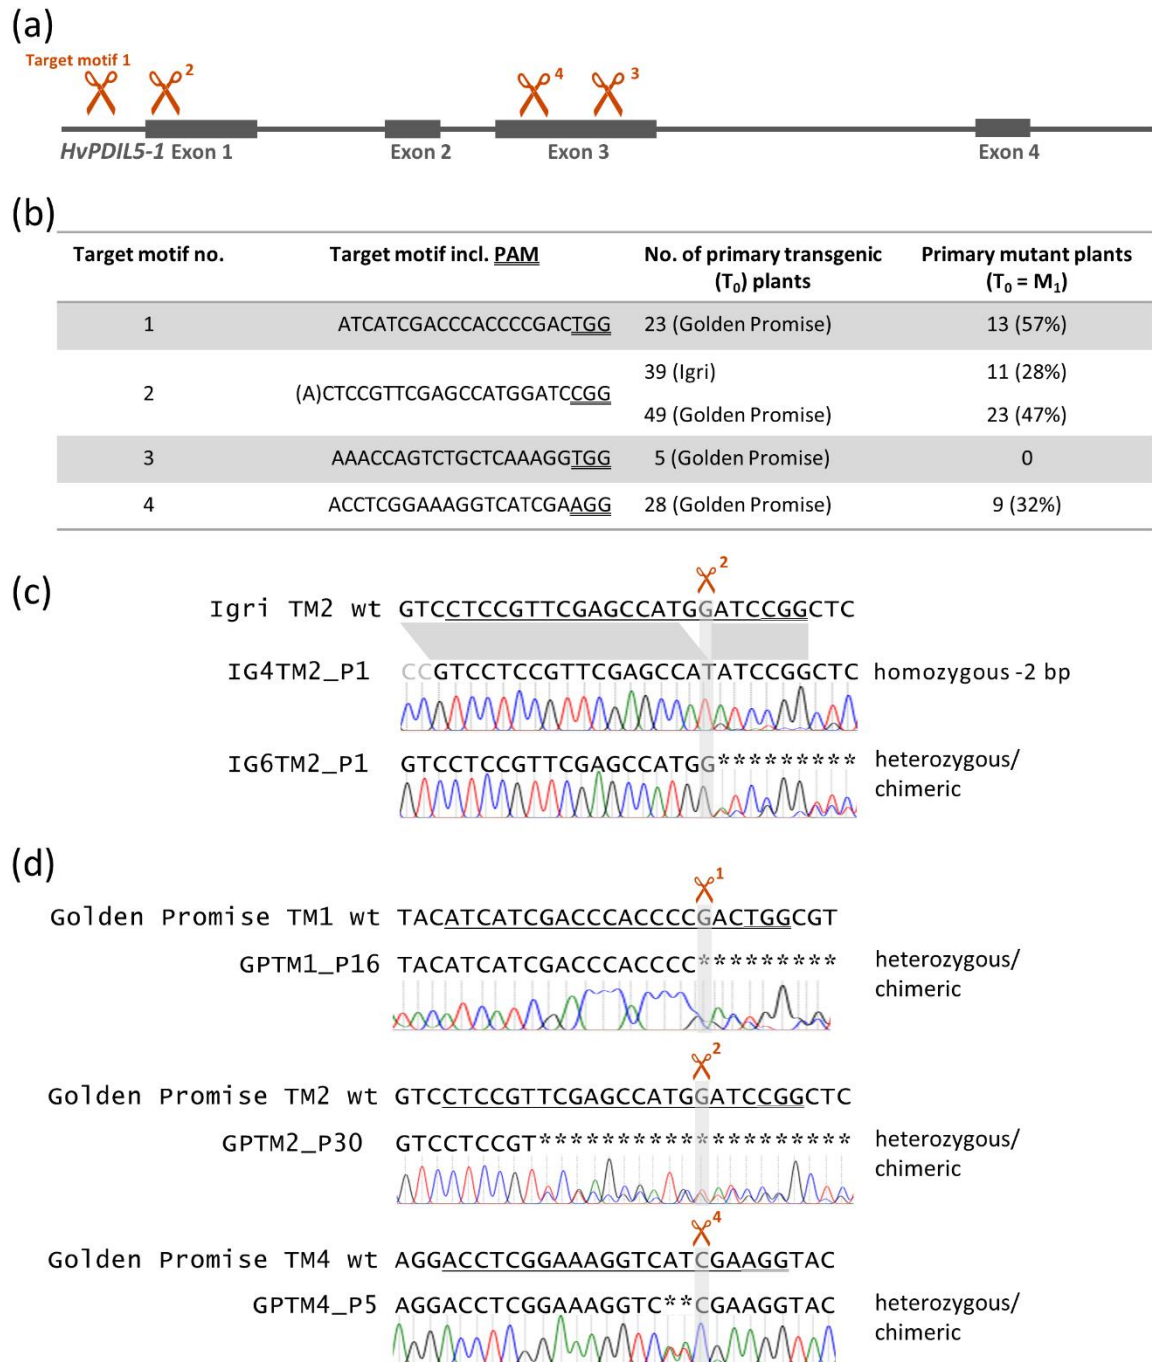 (a)
Target motif 1
2
4
3
HvPDIL5-1 Exon 1
Exon 2
Exon 3
Exon 4
(b)
Target motif no. Target motif incl. PAM No. of primary transgenic (T0) plants Primary mutant plants (T0 = M1)
1 ATCATCGACCCACCCCGACTGG 23 (Golden Promise) 13 (57%)
2 (A)CTCCGTTCGAGCCATGGATCCGG 39 (Igri) 11 (28%)
49 (Golden Promise) 23 (47%)
3 AAACCAGTCTGCTCAAAGGTGG 5 (Golden Promise) 0
4 ACCTCGGAAAGGTCATCGAAGG 28 (Golden Promise) 9 (32%)
(c)
2
Igri TM2 wt GTCCTCCGTTCGAGCCATGGATCCGGCTC
IG4TM2_P1 CCGTCCTCCGTTCGAGCCATATCCGGCTC homozygous -2 bp
IG6TM2_P1 GTCCTCCGTTCGAGCCATGG********* heterozygous/
chimeric
(d)
1
Golden Promise TM1 wt TACATCATCGACCCACCCCGACTGGCGT
GPTM1_P16 TACATCATCGACCCACCCC********* heterozygous/
chimeric
2
Golden Promise TM2 wt GTCCTCCGTTCGAGCCATGGATCCGGCTC
GPTM2_P30 GTCCTCCGT******************** heterozygous/
chimeric
4
Golden Promise TM4 wt AGGACCTCGGAAAGGTCATCGAAGGTAC
GPTM4_P5 AGGACCTCGGAAAGGTC**CGAAGGTAC heterozygous/
chimeric